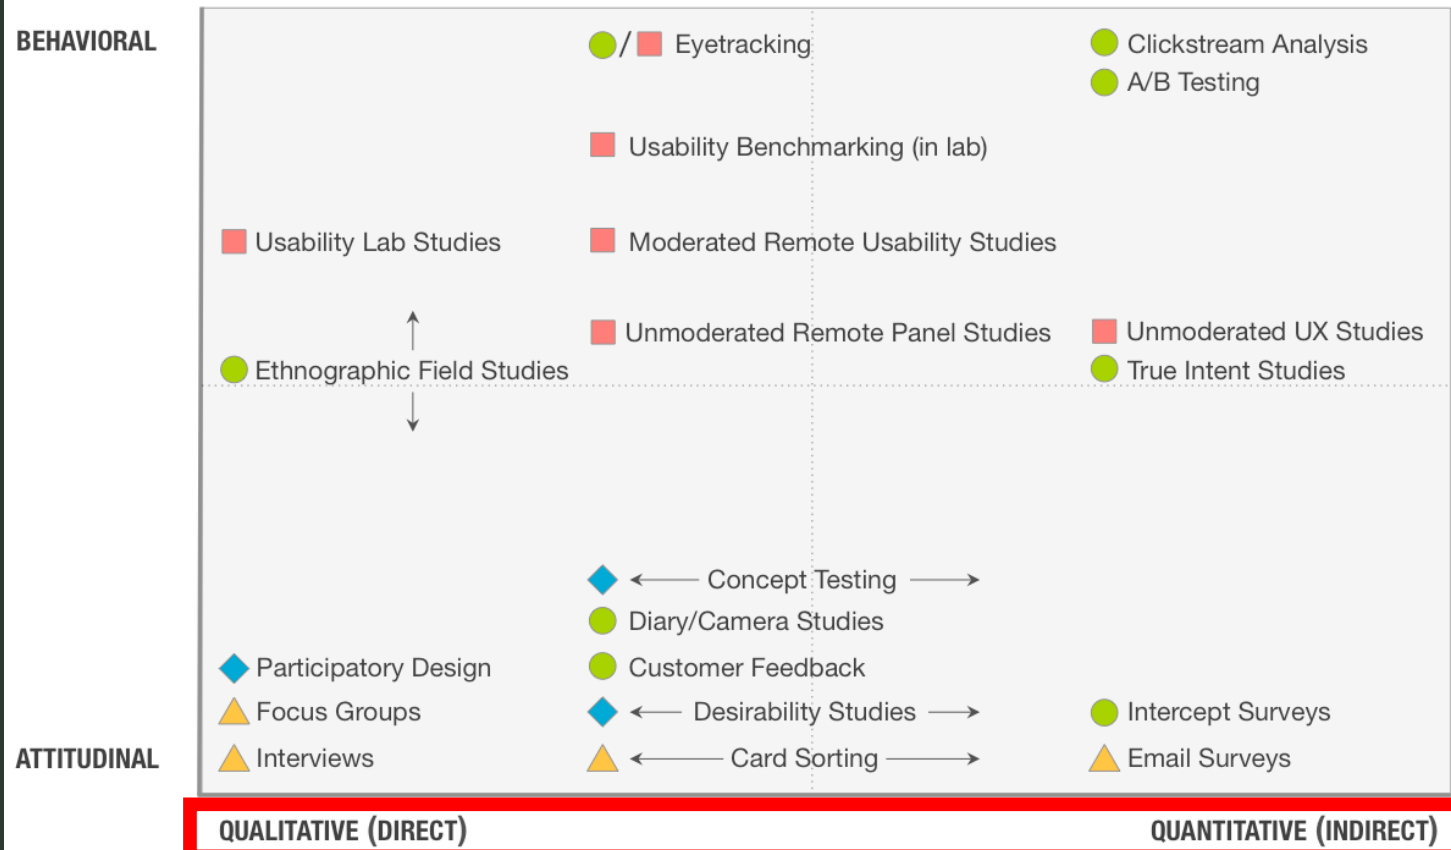 BEHAVIORAL
/ Eyetracking
Clickstream Analysis
A/B Testing
Usability Benchmarking (in lab)
Usability Lab Studies
Moderated Remote Usability Studies
Unmoderated Remote Panel Studies
Unmoderated UX Studies
Ethnographic Field Studies
True Intent Studies
Concept Testing
Diary/Camera Studies
Participatory Design
Customer Feedback
Focus Groups
Desirability Studies
Intercept Surveys
ATTITUDINAL
Interviews
Card Sorting
Email Surveys
QUALITATIVE (DIRECT)
QUANTITATIVE (INDIRECT)